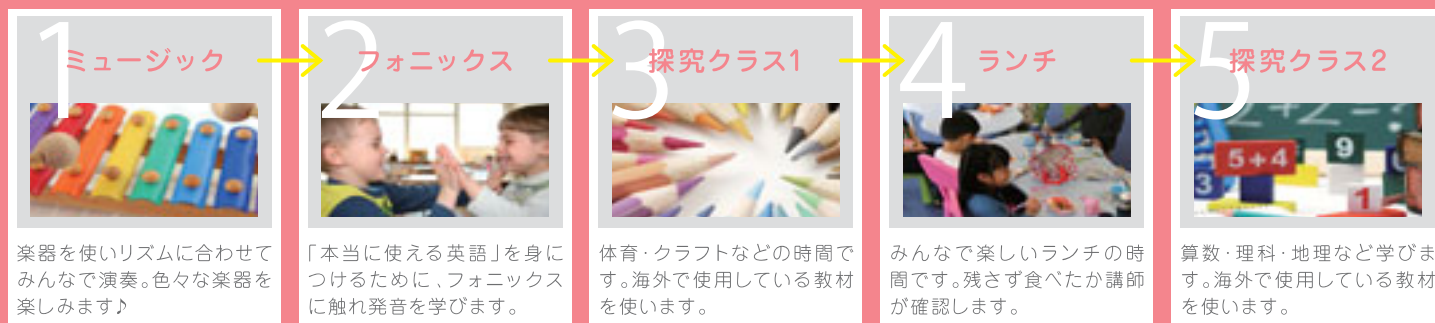 1
ミュージック
楽器を使いリズムに合わせて
みんなで演奏。色々な楽器を
楽しみます♪
2
フォニックス
「本当に使える英語」を身に
つけるために、フォニックス
に触れ発音を学びます。
3
探究クラス1
体育・クラフトなどの時間で
す。海外で使用している教材
を使います。
4
ランチ
みんなで楽しいランチの時
間です。残さず食べたか講師
が確認します。
5
探究クラス2
2+2=?
5+4
9
3
1
算数・理科・地理など学びま
す。海外で使用している教材
を使います。